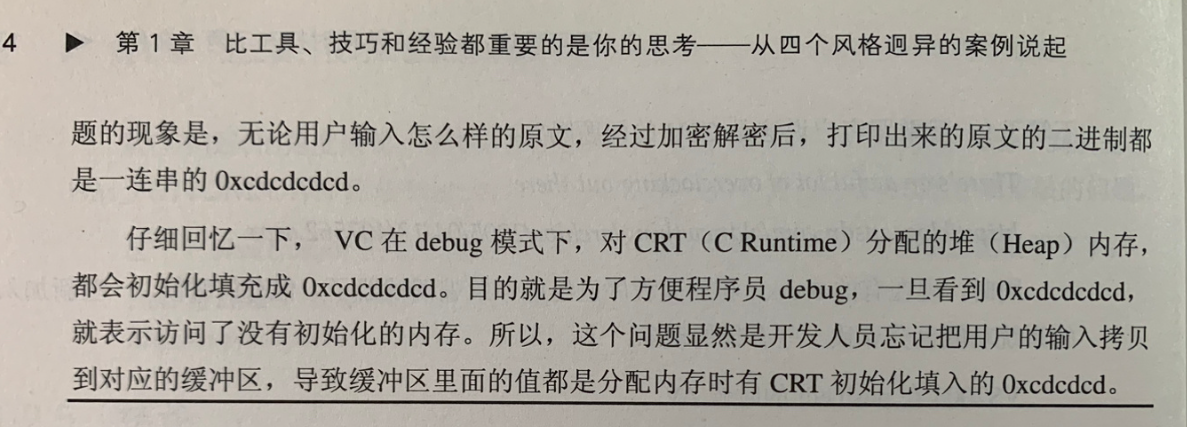 4 ▶ 第1章 比工具、技巧和经验都重要的是你的思考——从四个风格迥异的案例说起
题的现象是，无论用户输入怎么样的原文，经过加密解密后，打印出来的原文的二进制都
是一连串的 0xcdcdcdcd。
仔细回忆一下， VC 在 debug 模式下，对 CRT（C Runtime）分配的堆（Heap）内存，
都会初始化填充成 0xcdcdcdcd。目的就是为了方便程序员 debug，一旦看到 0xcdcdcdcd，
就表示访问了没有初始化的内存。所以，这个问题显然是开发人员忘记把用户的输入拷贝
到对应的缓冲区，导致缓冲区里面的值都是分配内存时有 CRT 初始化填入的 0xcdcdcd。